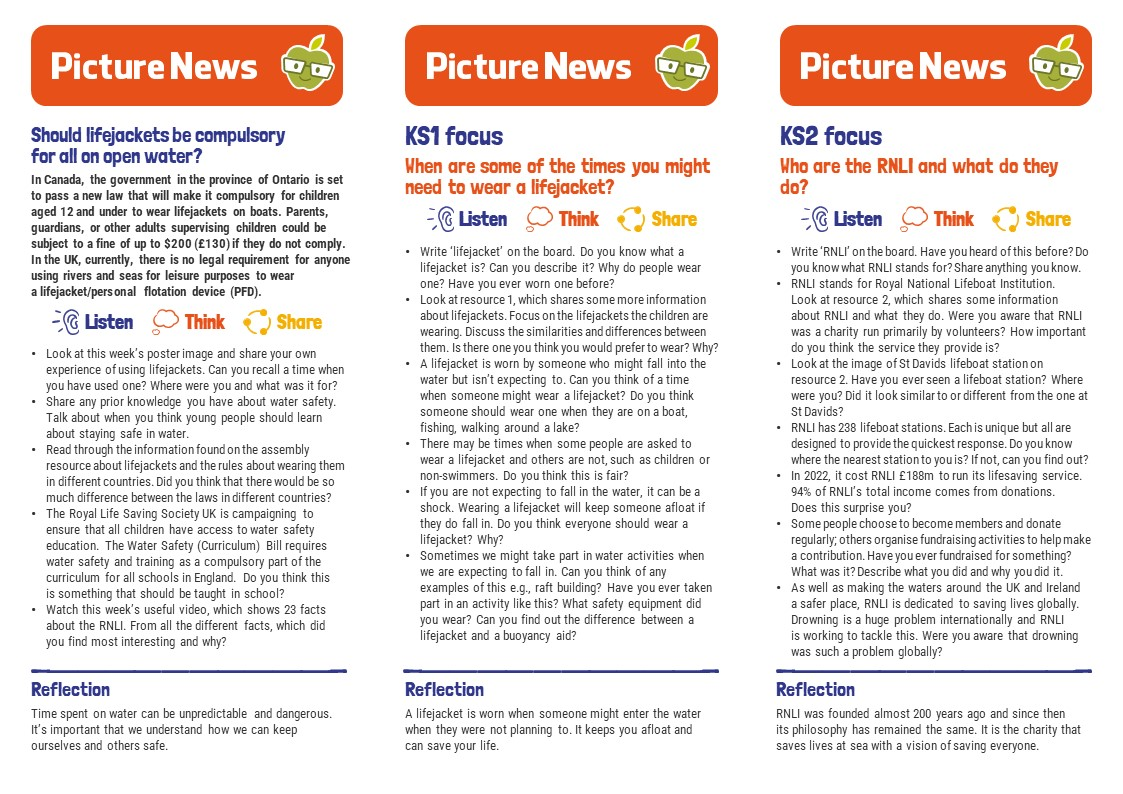 Picture News
Should lifejackets be compulsory
for all on open water?
In Canada, the government in the province of Ontario is set
to pass a new law that will make it compulsory for children
aged 12 and under to wear lifejackets on boats. Parents,
guardians, or other adults supervising children could be
subject to a fine of up to $200 (£130) if they do not comply.
In the UK, currently, there is no legal requirement for anyone
using rivers and seas for leisure purposes to wear
a lifejacket/personal flotation device (PFD).
Listen Think Share
• Look at this week's poster image and share your own
experience of using lifejackets. Can you recall a time when
you have used one? Where were you and what was it for?
• Share any prior knowledge you have about water safety.
Talk about when you think young people should learn
about staying safe in water.
• Read through the information found on the assembly
resource about lifejackets and the rules about wearing them
in different countries. Did you think that there would be so
much difference between the laws in different countries?
• The Royal Life Saving Society UK is campaigning to
ensure that all children have access to water safety
education. The Water Safety (Curriculum) Bill requires
water safety and training as a compulsory part of the
curriculum for all schools in England. Do you think this
is something that should be taught in school?
• Watch this week's useful video, which shows 23 facts
about the RNLI. From all the different facts, which did
you find most interesting and why?
Reflection
Time spent on water can be unpredictable and dangerous.
It's important that we understand how we can keep
ourselves and others safe.
Picture News
KS1 focus
When are some of the times you might
need to wear a lifejacket?
Listen Think Share
• Write 'lifejacket' on the board. Do you know what a
lifejacket is? Can you describe it? Why do people wear
one? Have you ever worn one before?
• Look at resource 1, which shares some more information
about lifejackets. Focus on the lifejackets the children are
wearing. Discuss the similarities and differences between
them. Is there one you think you would prefer to wear? Why?
• A lifejacket is worn by someone who might fall into the
water but isn't expecting to. Can you think of a time
when someone might wear a lifejacket? Do you think
someone should wear one when they are on a boat,
fishing, walking around a lake?
• There may be times when some people are asked to
wear a lifejacket and others are not, such as children or
non-swimmers. Do you think this is fair?
• If you are not expecting to fall in the water, it can be a
shock. Wearing a lifejacket will keep someone afloat if
they do fall in. Do you think everyone should wear a
lifejacket? Why?
• Sometimes we might take part in water activities when
we are expecting to fall in. Can you think of any
examples of this e.g., raft building? Have you ever taken
part in an activity like this? What safety equipment did
you wear? Can you find out the difference between a
lifejacket and a buoyancy aid?
Reflection
A lifejacket is worn when someone might enter the water
when they were not planning to. It keeps you afloat and
can save your life.
Picture News
KS2 focus
Who are the RNLI and what do they
do?
Listen Think Share
• Write 'RNLI' on the board. Have you heard of this before? Do
you know what RNLI stands for? Share anything you know.
• RNLI stands for Royal National Lifeboat Institution.
Look at resource 2, which shares some information
about RNLI and what they do. Were you aware that RNLI
was a charity run primarily by volunteers? How important
do you think the service they provide is?
• Look at the image of St Davids lifeboat station on
resource 2. Have you ever seen a lifeboat station? Where
were you? Did it look similar to or different from the one at
St Davids?
• RNLI has 238 lifeboat stations. Each is unique but all are
designed to provide the quickest response. Do you know
where the nearest station to you is? If not, can you find out?
• In 2022, it cost RNLI £188m to run its lifesaving service.
94% of RNLI's total income comes from donations.
Does this surprise you?
• Some people choose to become members and donate
regularly; others organise fundraising activities to help make
a contribution. Have you ever fundraised for something?
What was it? Describe what you did and why you did it.
• As well as making the waters around the UK and Ireland
a safer place, RNLI is dedicated to saving lives globally.
Drowning is a huge problem internationally and RNLI
is working to tackle this. Were you aware that drowning
was such a problem globally?
Reflection
RNLI was founded almost 200 years ago and since then
its philosophy has remained the same. It is the charity that
saves lives at sea with a vision of saving everyone.